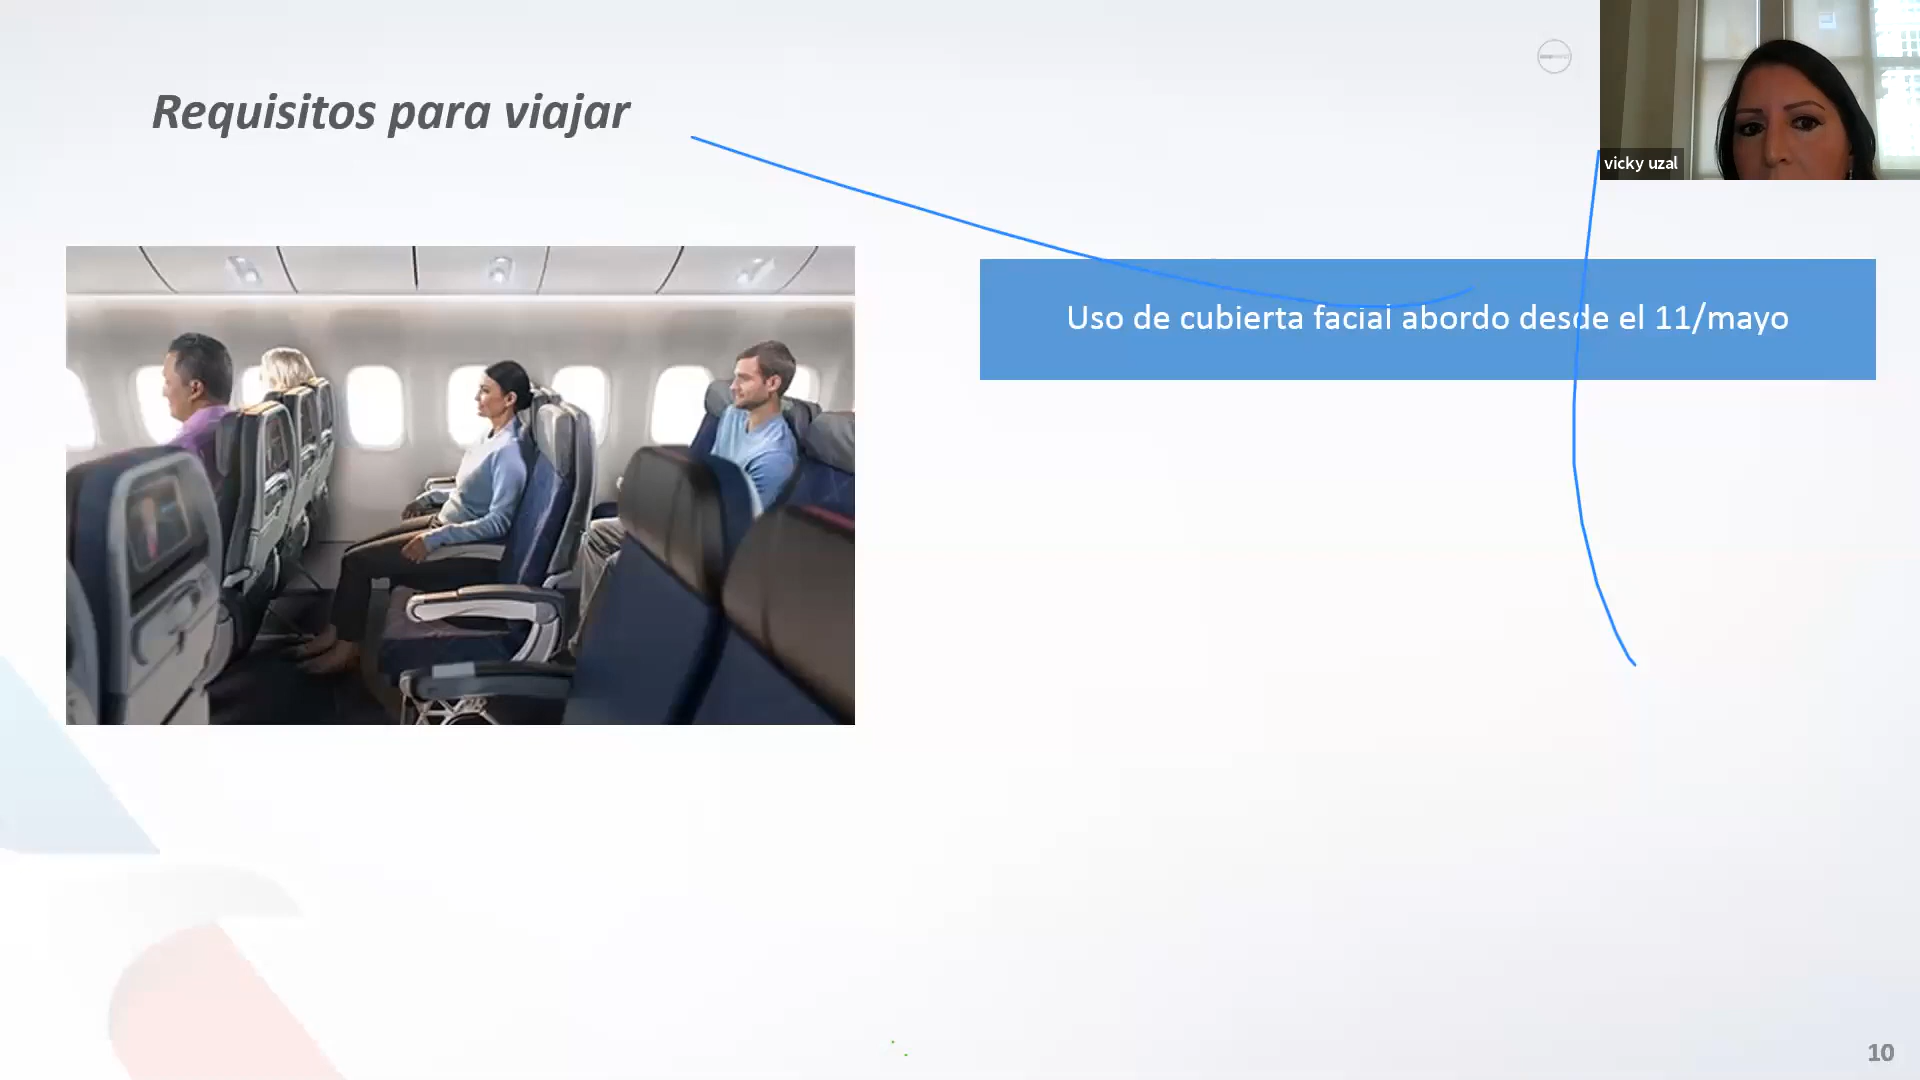 Requisitos para viajar
vicky uzal
Uso de cubierta facial abordo desde el 11/mayo
10